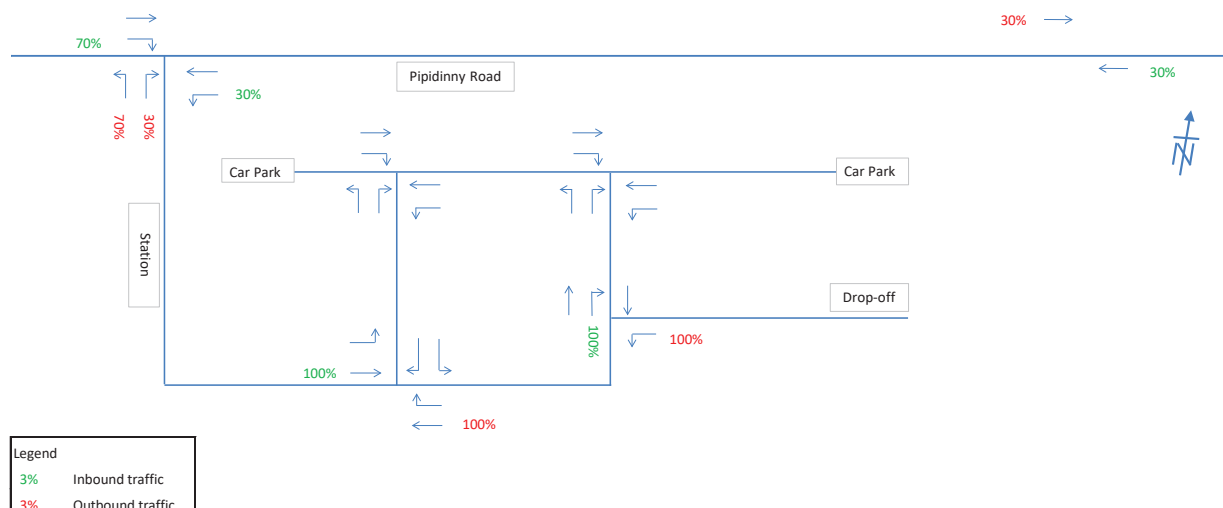 30%
70%
30%
Pipidinny Road
30%
70%
30%
N
Car Park
Car Park
Station
Drop-off
100%
100%
100%
100%
Legend
3% Inbound traffic
3% Outbound traffic